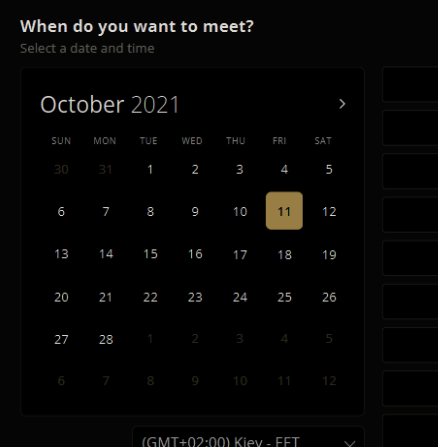 When do you want to meet?
Select a date and time
October 2021 >
SUN MON TUE WED THU FRI SAT
30 31 1 2 3 4 5
6 7 8 9 10 11 12
13 14 15 16 17 18 19
20 21 22 23 24 25 26
27 28 1 2 3 4 5
6 7 8 9 10 11 12
(GMT+02:00) Kiev - EET